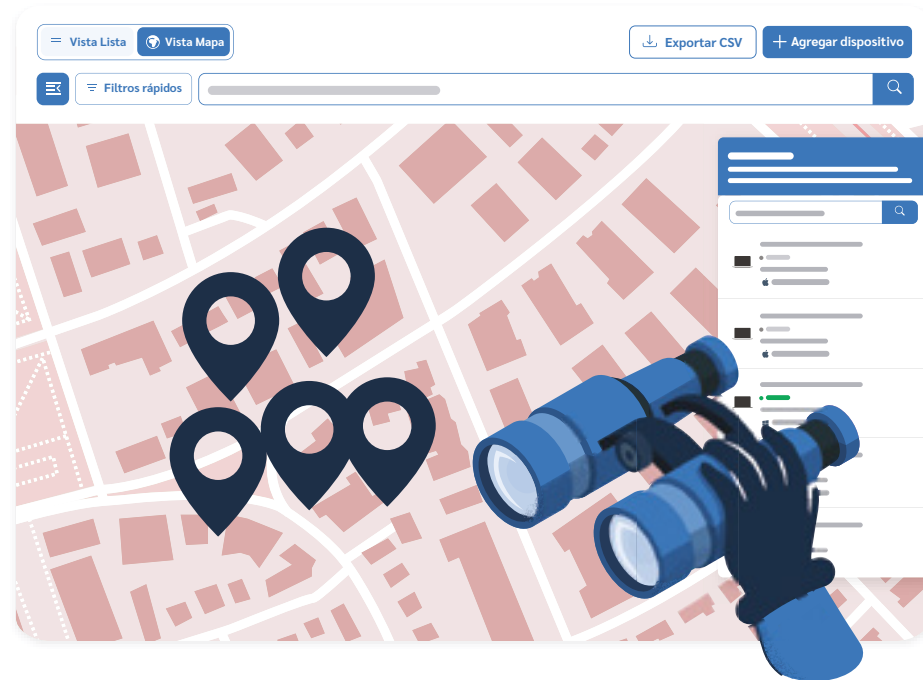 Vista Lista
Vista Mapa
Exportar CSV
Agregar dispositivo
Filtros rápidos